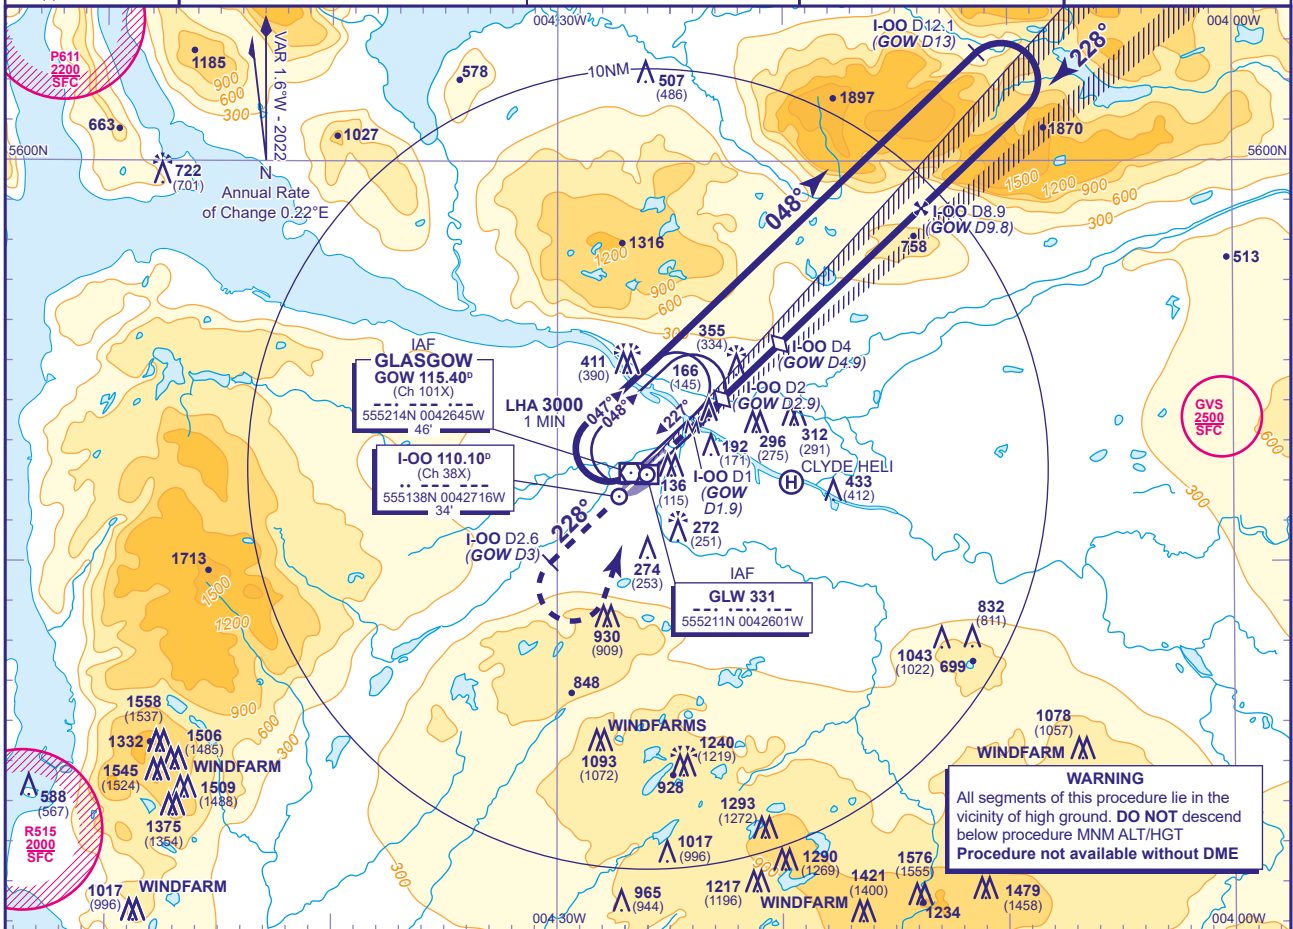 004 30W
004 00W
P611
2200
SFC
1185
900
600
300
663
722
(701)
VAR 1.6°W - 2022
N
Annual Rate
of Change 0.22°E
1027
578
10NM
507
(486)
I-OO D12.1
(GOW D13)
228°
1897
1870
5600N
5600N
1500
1200
900
600
300
048°
I-OO D8.9
(GOW D9.8)
758
513
1316
1200
900
600
300
355
(334)
I-OO D4
(GOW D4.9)
411
(390)
166
(145)
I-OO D2
(GOW D2.9)
IAF
GLASGOW
GOW 115.40ᴰ
(Ch 101X)
555214N 0042645W
46'
LHA 3000
1 MIN
047°
048°
227°
GVS
2500
SFC
600
300
192
(171)
296
(275)
312
(291)
I-OO 110.10ᴰ
(Ch 38X)
555138N 0042716W
34'
136
(115)
I-OO D1
(GOW
D1.9)
CLYDE HELI
H
433
(412)
228°
I-OO D2.6
(GOW D3)
272
(251)
274
(253)
IAF
GLW 331
555211N 0042601W
1713
1500
1200
900
600
300
930
(909)
832
(811)
1043
(1022)
699
848
1558
(1537)
1332
1506
(1485)
WINDFARM
1545
(1524)
1509
(1488)
1375
(1354)
WINDFARMS
1093
(1072)
1240
(1219)
928
1078
(1057)
WINDFARM
588
(567)
R515
2000
SFC
WARNING
All segments of this procedure lie in the
vicinity of high ground. DO NOT descend
below procedure MNM ALT/HGT
Procedure not available without DME
1293
(1272)
1017
(996)
1290
(1269)
900
300
1017
(996)
WINDFARM
965
(944)
1217
(1196)
WINDFARM
1421
(1400)
1576
(1555)
1234
1479
(1458)
004 30W
004 00W